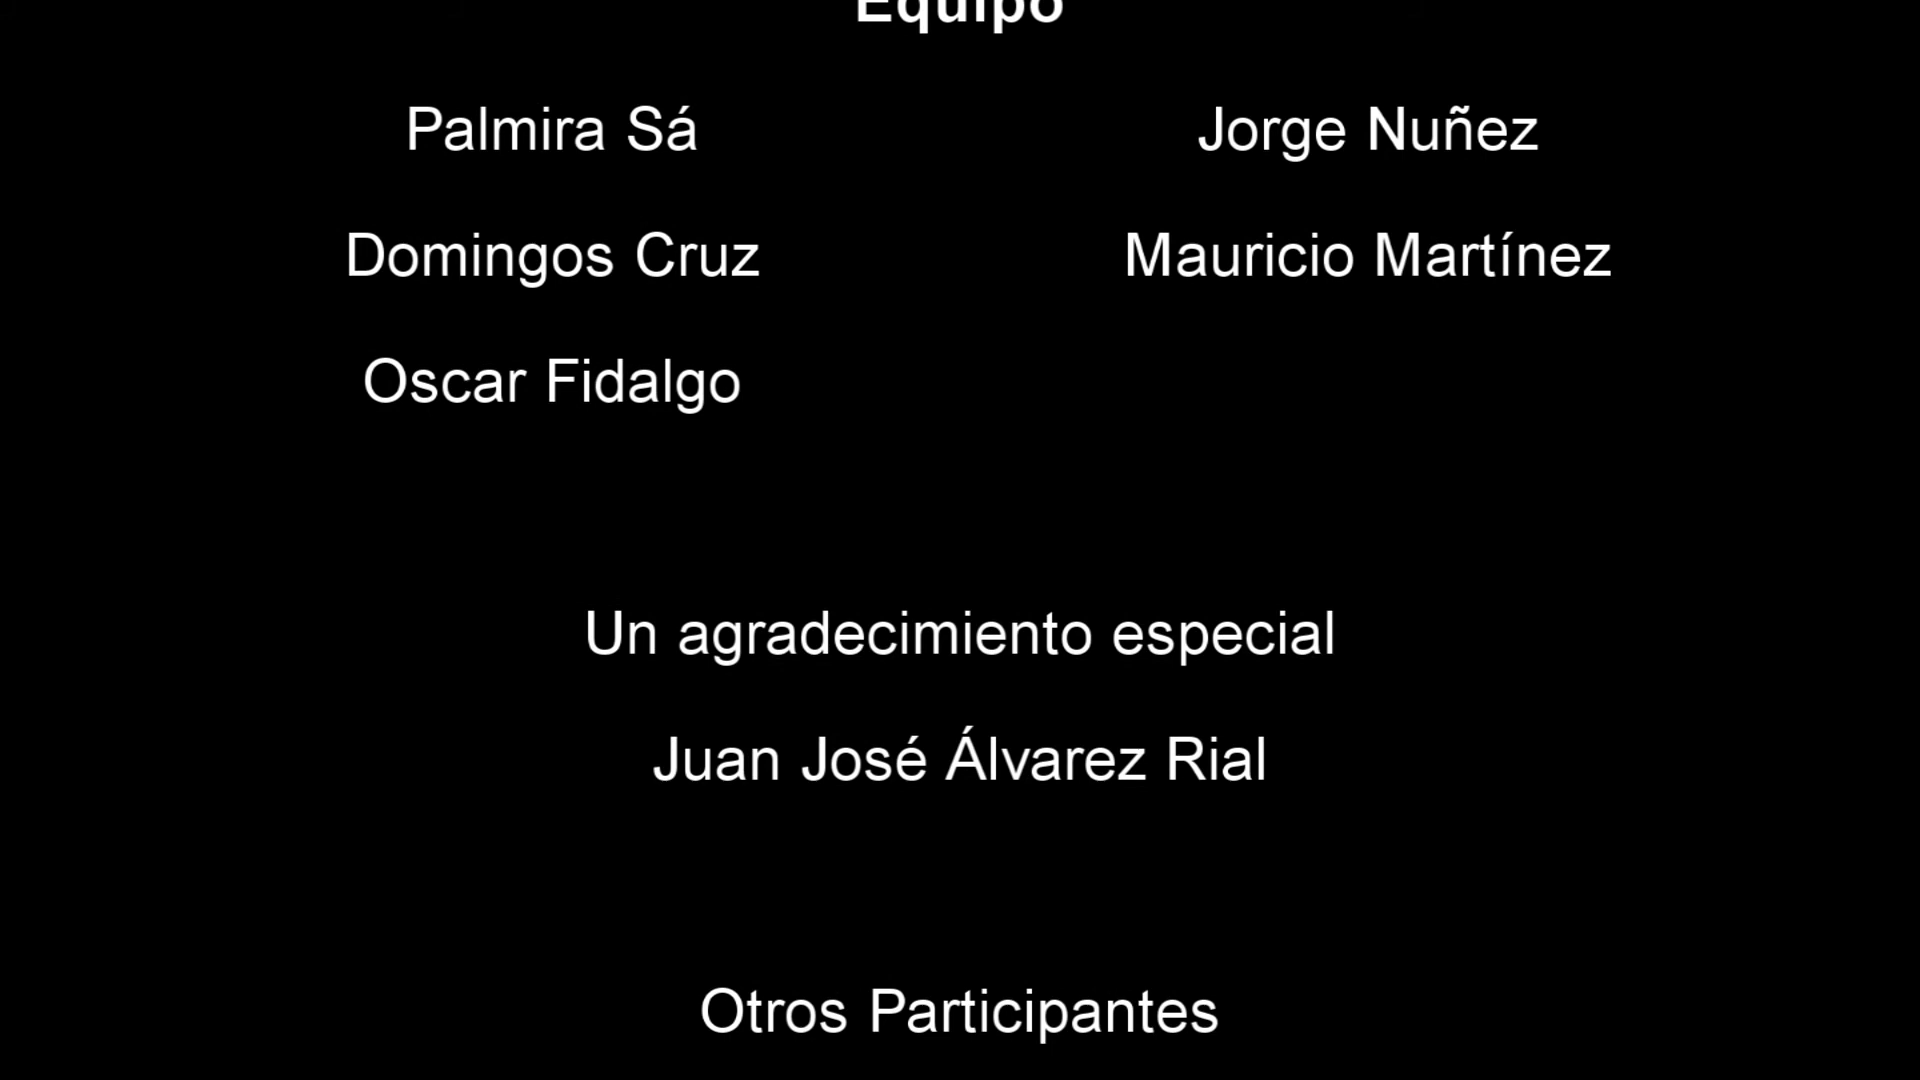 Equipo
Palmira Sá Jorge Nuñez
Domingos Cruz Mauricio Martínez
Oscar Fidalgo
Un agradecimiento especial
Juan José Álvarez Rial
Otros Participantes